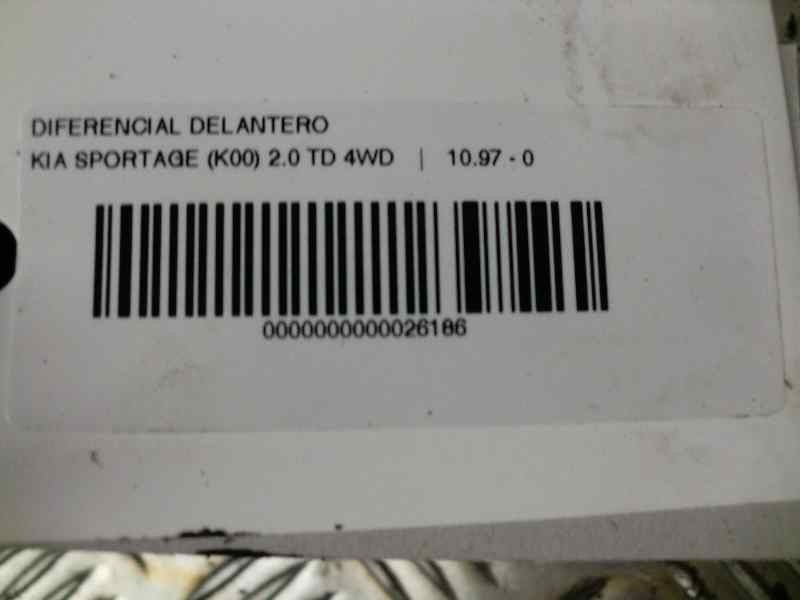 DIFERENCIAL DELANTERO
KIA SPORTAGE (K00) 2.0 TD 4WD | 10.97 - 0
0000000000026186